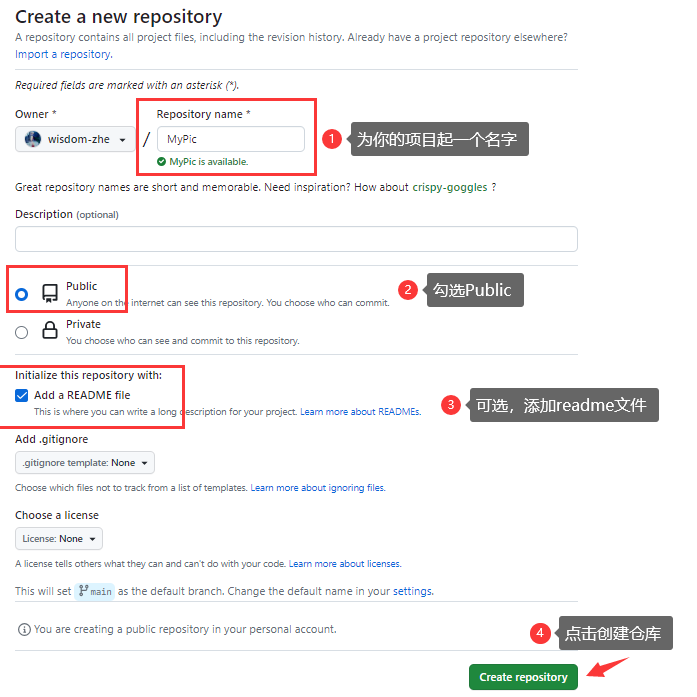 Create a new repository
A repository contains all project files, including the revision history. Already have a project repository elsewhere?
Import a repository.
Required fields are marked with an asterisk (*).
Owner *
Repository name *
wisdom-zhe
/
MyPic
MyPic is available.
1 为你的项目起一个名字
Great repository names are short and memorable. Need inspiration? How about crispy-goggles ?
Description (optional)
Public
Anyone on the internet can see this repository. You choose who can commit.
2 勾选Public
Private
You choose who can see and commit to this repository.
Initialize this repository with:
Add a README file
This is where you can write a long description for your project. Learn more about READMEs.
3 可选，添加readme文件
Add .gitignore
.gitignore template: None
Choose which files not to track from a list of templates. Learn more about ignoring files.
Choose a license
License: None
A license tells others what they can and can't do with your code. Learn more about licenses.
This will set main as the default branch. Change the default name in your settings.
You are creating a public repository in your personal account.
4 点击创建仓库
Create repository